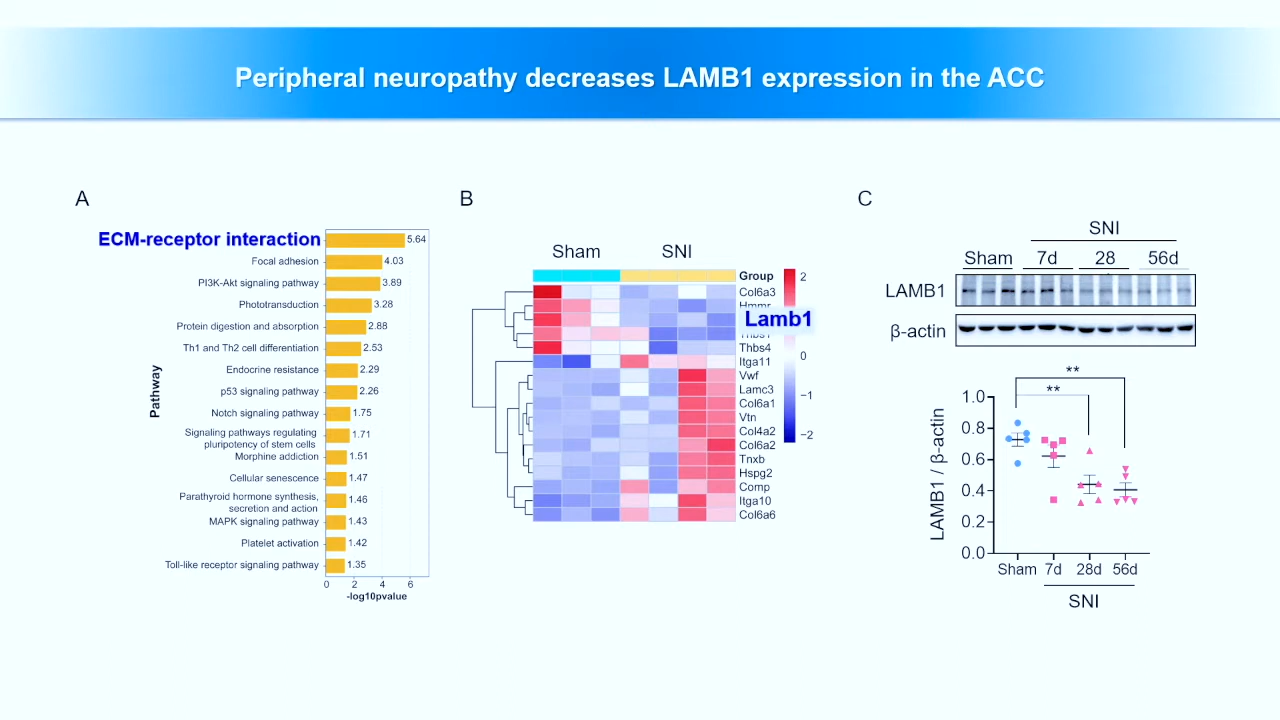 Peripheral neuropathy decreases LAMB1 expression in the ACC
A
Pathway
ECM-receptor interaction 5.64
Focal adhesion 4.03
PI3K-Akt signaling pathway 3.89
Phototransduction 3.28
Protein digestion and absorption 2.88
Th1 and Th2 cell differentiation 2.53
Endocrine resistance 2.29
p53 signaling pathway 2.26
Notch signaling pathway 1.75
Signaling pathways regulating
pluripotency of stem cells 1.71
Morphine addiction 1.51
Cellular senescence 1.47
Parathyroid hormone synthesis,
secretion and action 1.46
MAPK signaling pathway 1.43
Platelet activation 1.42
Toll-like receptor signaling pathway 1.35
0 2 4 6
-log10pvalue
B
Sham SNI
Group
Col6a3
Lamb1
Thbs4
Itga11
Vwf
Lamc3
Col6a1
Vtn
Col4a2
Col6a2
Tnxb
Hspg2
Comp
Itga10
Col6a6
2
0
−1
−2
C
SNI
Sham 7d 28 56d
LAMB1
β-actin
** 
**
LAMB1 / β-actin
1.0
0.8
0.6
0.4
0.2
0.0
Sham 7d 28d 56d
SNI